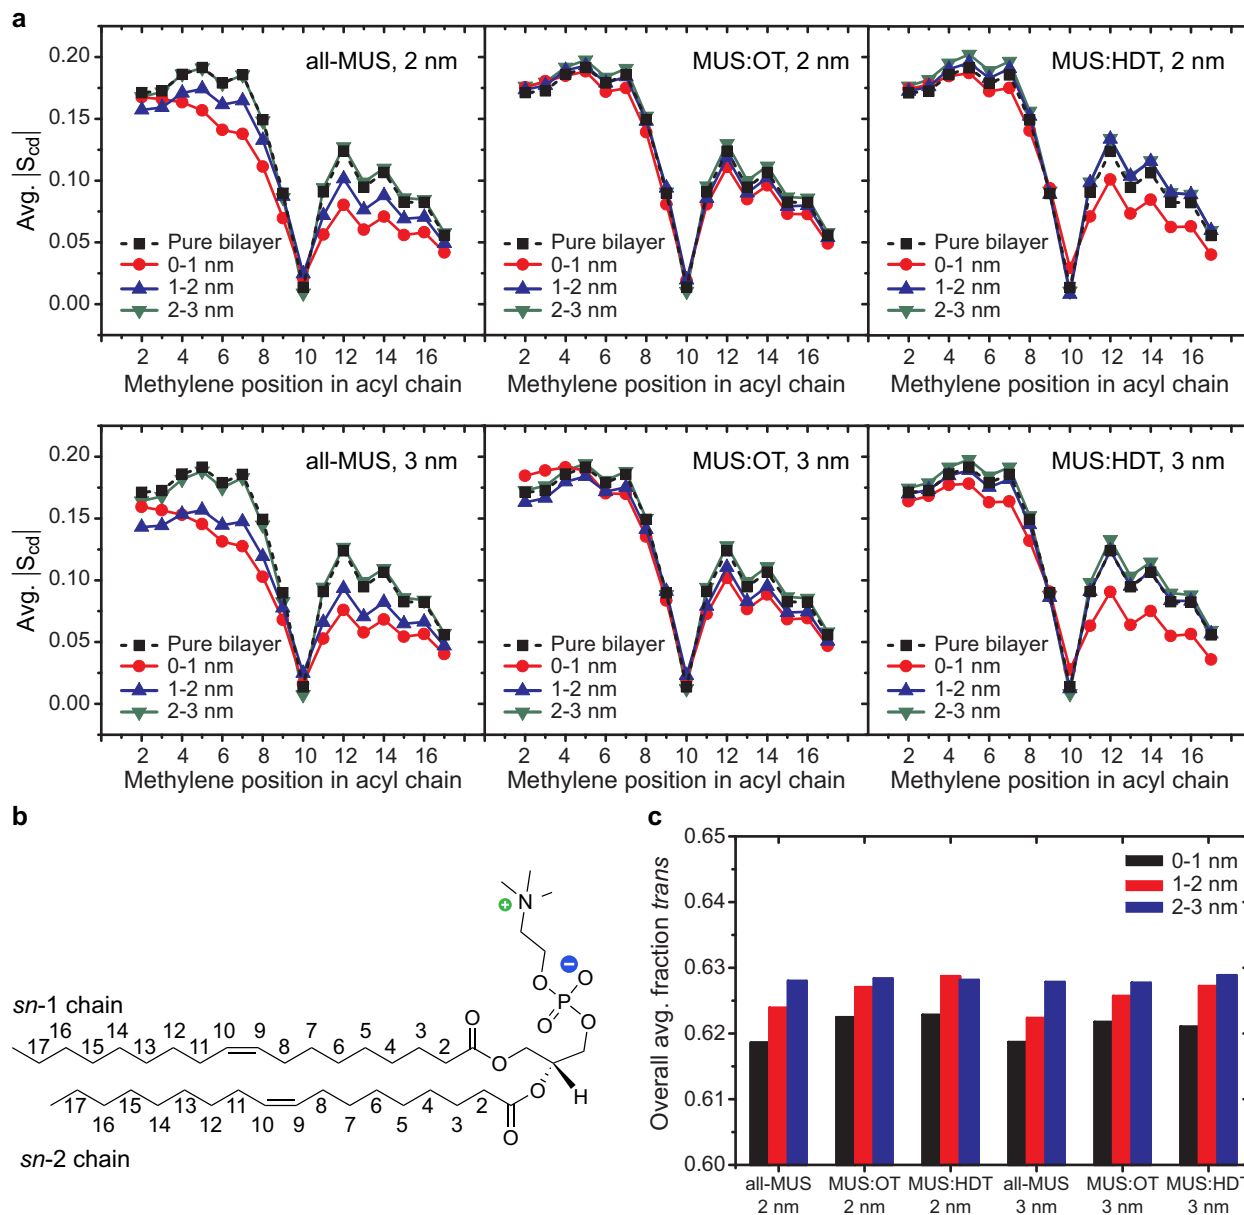 a
all-MUS, 2 nm
MUS:OT, 2 nm
MUS:HDT, 2 nm
Avg. |Scd|
0.20
0.15
0.10
0.05
0.00
Pure bilayer
0-1 nm
1-2 nm
2-3 nm
Pure bilayer
0-1 nm
1-2 nm
2-3 nm
Pure bilayer
0-1 nm
1-2 nm
2-3 nm
2 4 6 8 10 12 14 16
2 4 6 8 10 12 14 16
2 4 6 8 10 12 14 16
Methylene position in acyl chain
Methylene position in acyl chain
Methylene position in acyl chain
all-MUS, 3 nm
MUS:OT, 3 nm
MUS:HDT, 3 nm
Avg. |Scd|
0.20
0.15
0.10
0.05
0.00
Pure bilayer
0-1 nm
1-2 nm
2-3 nm
Pure bilayer
0-1 nm
1-2 nm
2-3 nm
Pure bilayer
0-1 nm
1-2 nm
2-3 nm
2 4 6 8 10 12 14 16
2 4 6 8 10 12 14 16
2 4 6 8 10 12 14 16
Methylene position in acyl chain
Methylene position in acyl chain
Methylene position in acyl chain
b
N
+
−
O O
P
O O
sn-1 chain
O
16 14 12 10 9 7 5 3
17 15 13 11 8 6 4 2
O
O H
17 15 13 11 8 6 4 2
16 14 12 10 9 7 5 3
O
sn-2 chain
c
Overall avg. fraction trans
0.65
0.64
0.63
0.62
0.61
0.60
0-1 nm
1-2 nm
2-3 nm
all-MUS MUS:OT MUS:HDT all-MUS MUS:OT MUS:HDT
2 nm 2 nm 2 nm 3 nm 3 nm 3 nm